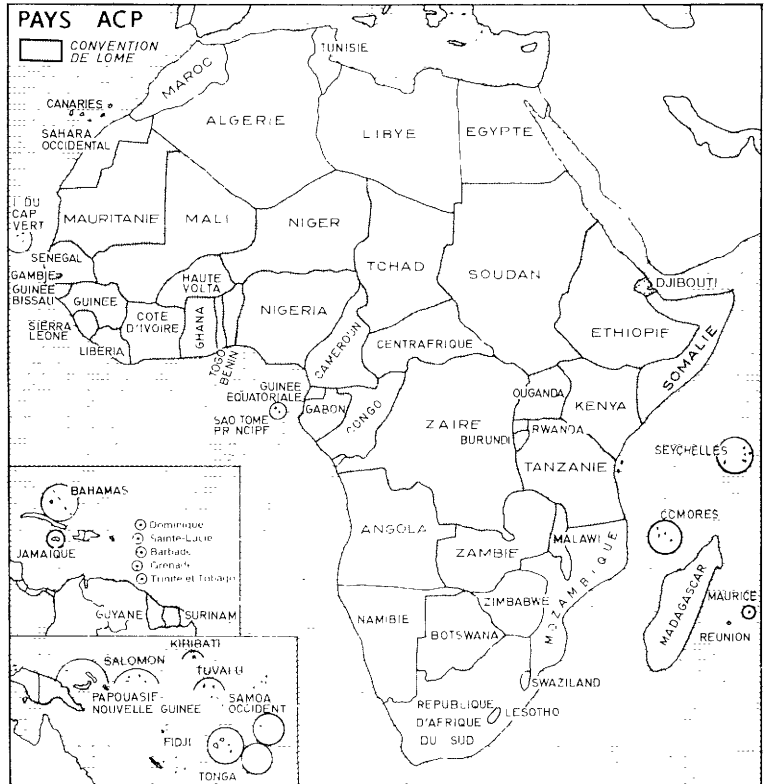 PAYS ACP
CONVENTION
DE LOME
TUNISIE
MAROC
CANARIES
ALGERIE
LIBYE
EGYPTE
SAHARA
OCCIDENTAL
I DU
CAP
VERT
MAURITANIE
MALI
NIGER
TCHAD
SOUDAN
SENEGAL
GAMBIE
GUINEE
BISSAU
GUINEE
HAUTE
VOLTA
DJIBOUTI
SIERRA
LEONE
COTE
D'IVOIRE
GHANA
NIGERIA
ETHIOPIE
LIBERIA
TOGO
BENIN
CAMEROUN
CENTRAFRIQUE
SOMALIE
GUINEE
EQUATORIALE
SAO TOME
PRINCIPE
GABON
CONGO
ZAIRE
OUGANDA
KENYA
RWANDA
BURUNDI
TANZANIE
SEYCHELLES
ANGOLA
ZAMBIE
MALAWI
COMORES
MOZAMBIQUE
MADAGASCAR
MAURICE
REUNION
NAMIBIE
ZIMBABWE
BOTSWANA
SWAZILAND
REPUBLIQUE
D'AFRIQUE
DU SUD
LESOTHO
BAHAMAS
JAMAIQUE
Dominique
Sainte-Lucie
Barbade
Grenade
Trinité et Tobago
GUYANE
SURINAM
KIRIBATI
SALOMON
TUVALU
PAPOUASIE-
NOUVELLE GUINEE
SAMOA
OCCIDENT
FIDJI
TONGA